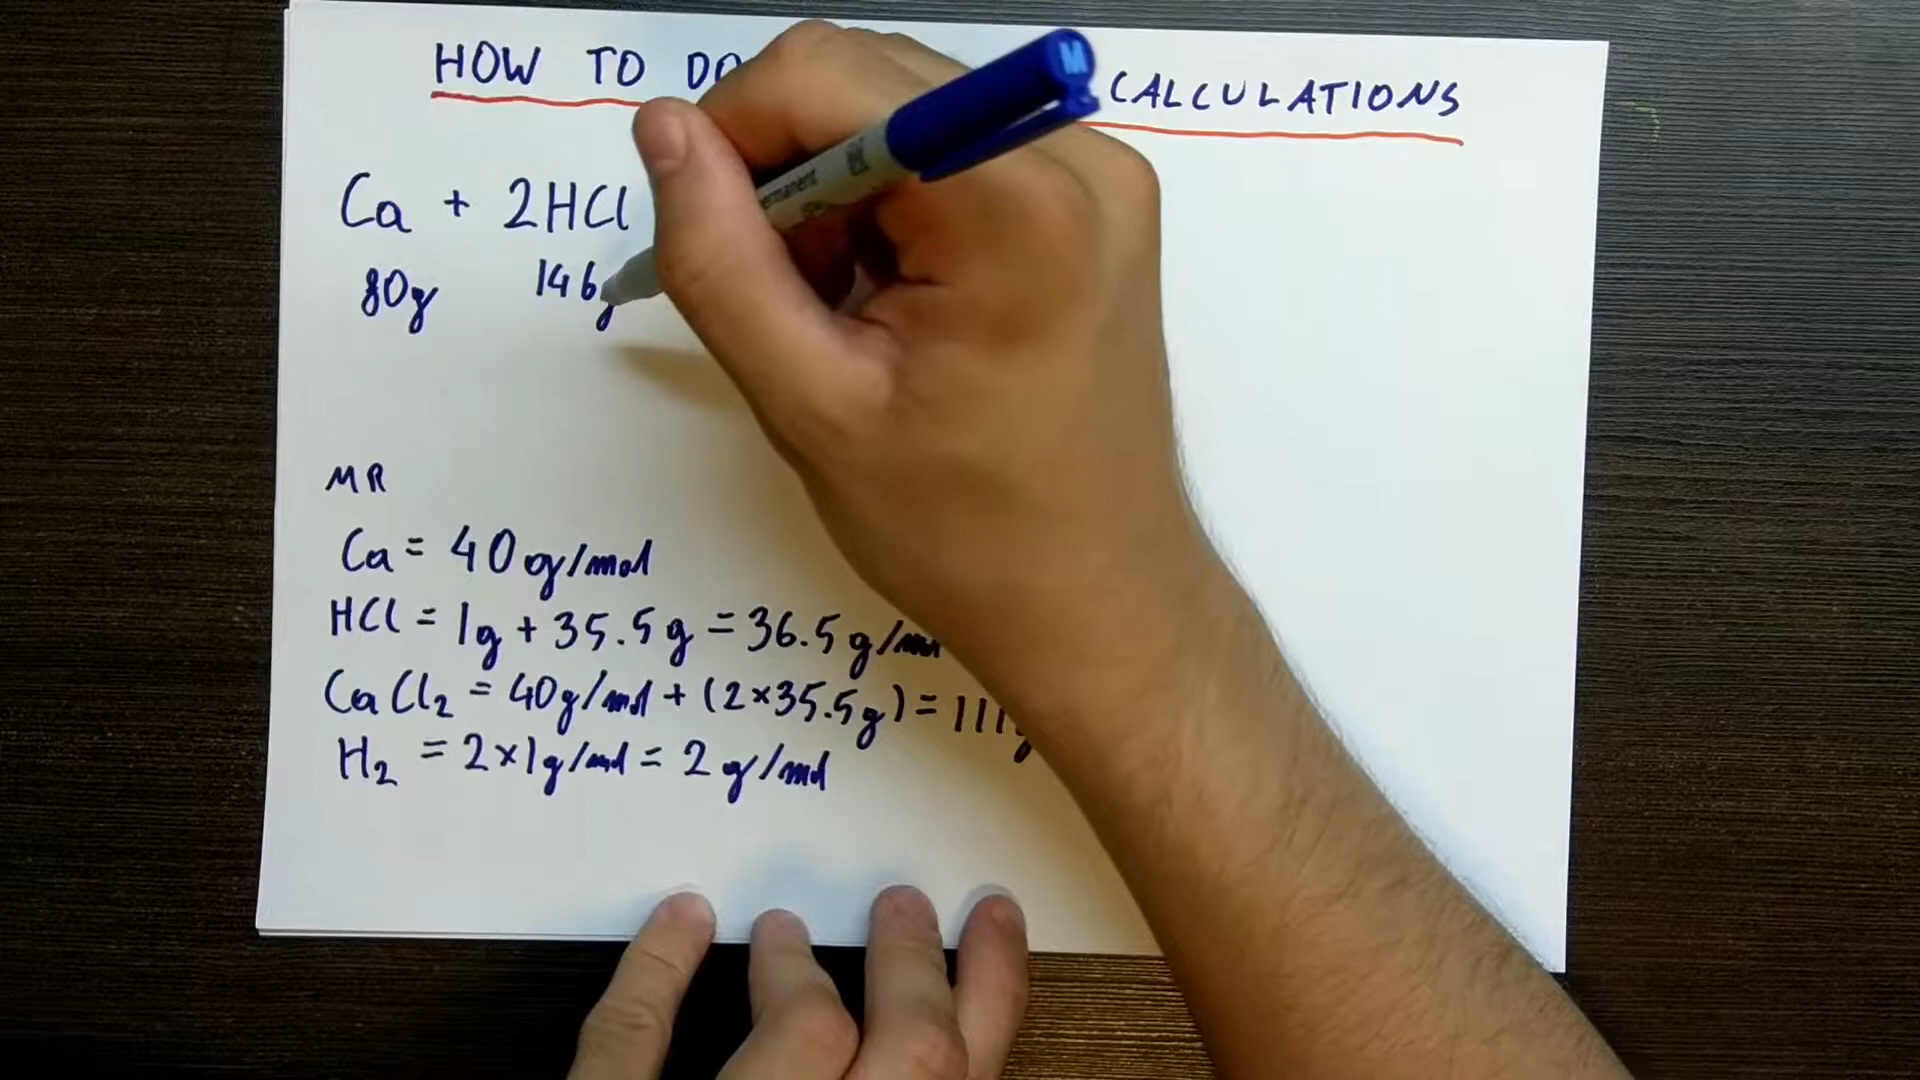 HOW TO DO CALCULATIONS
Ca + 2HCl
80g 146g
MR
Ca = 40g/mol
HCl = 1g + 35.5g = 36.5g/mol
CaCl₂ = 40g/mol + (2×35.5g) = 111g
H₂ = 2×1g/mol = 2g/mol
M
permanent